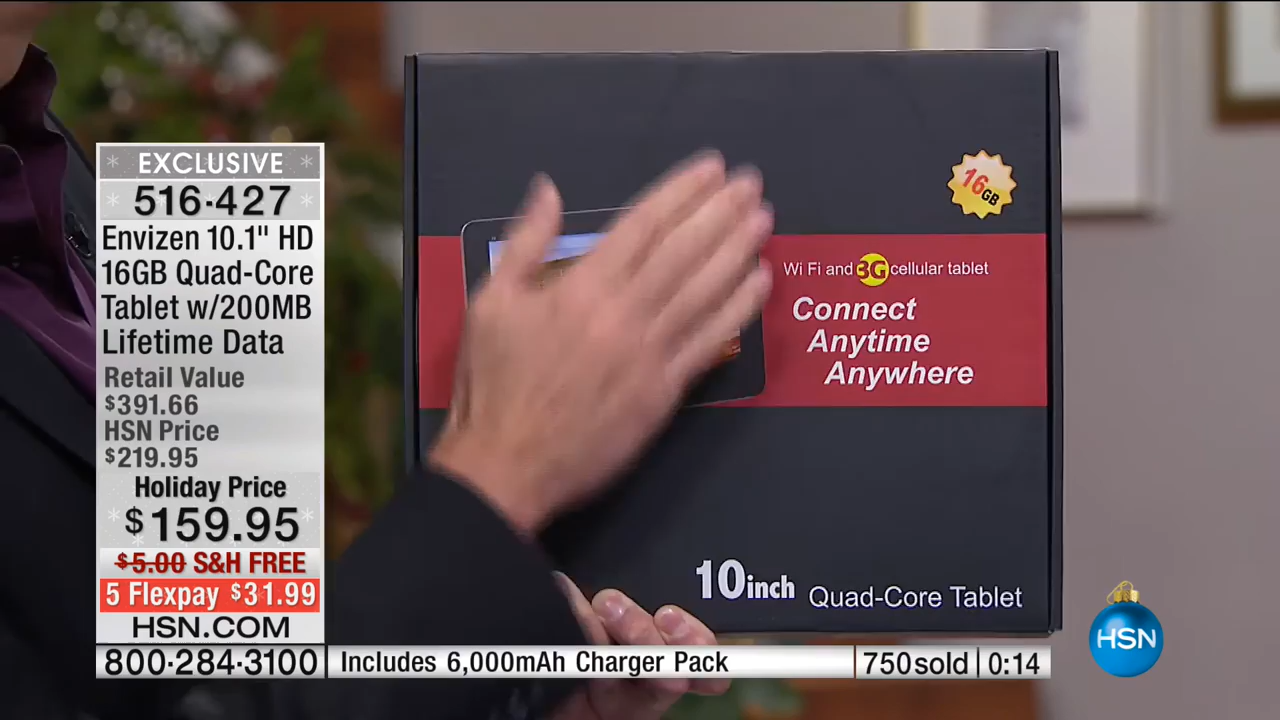 EXCLUSIVE
516·427
Envizen 10.1" HD
16GB Quad-Core
Tablet w/200MB
Lifetime Data
Retail Value
$391.66
HSN Price
$219.95
Holiday Price
$159.95
$5.00 S&H FREE
5 Flexpay $31.99
HSN.COM
800·284·3100
Includes 6,000mAh Charger Pack
750sold
0:14
16GB
Wi Fi and 3G cellular tablet
Connect
Anytime
Anywhere
10inch Quad-Core Tablet
HSN